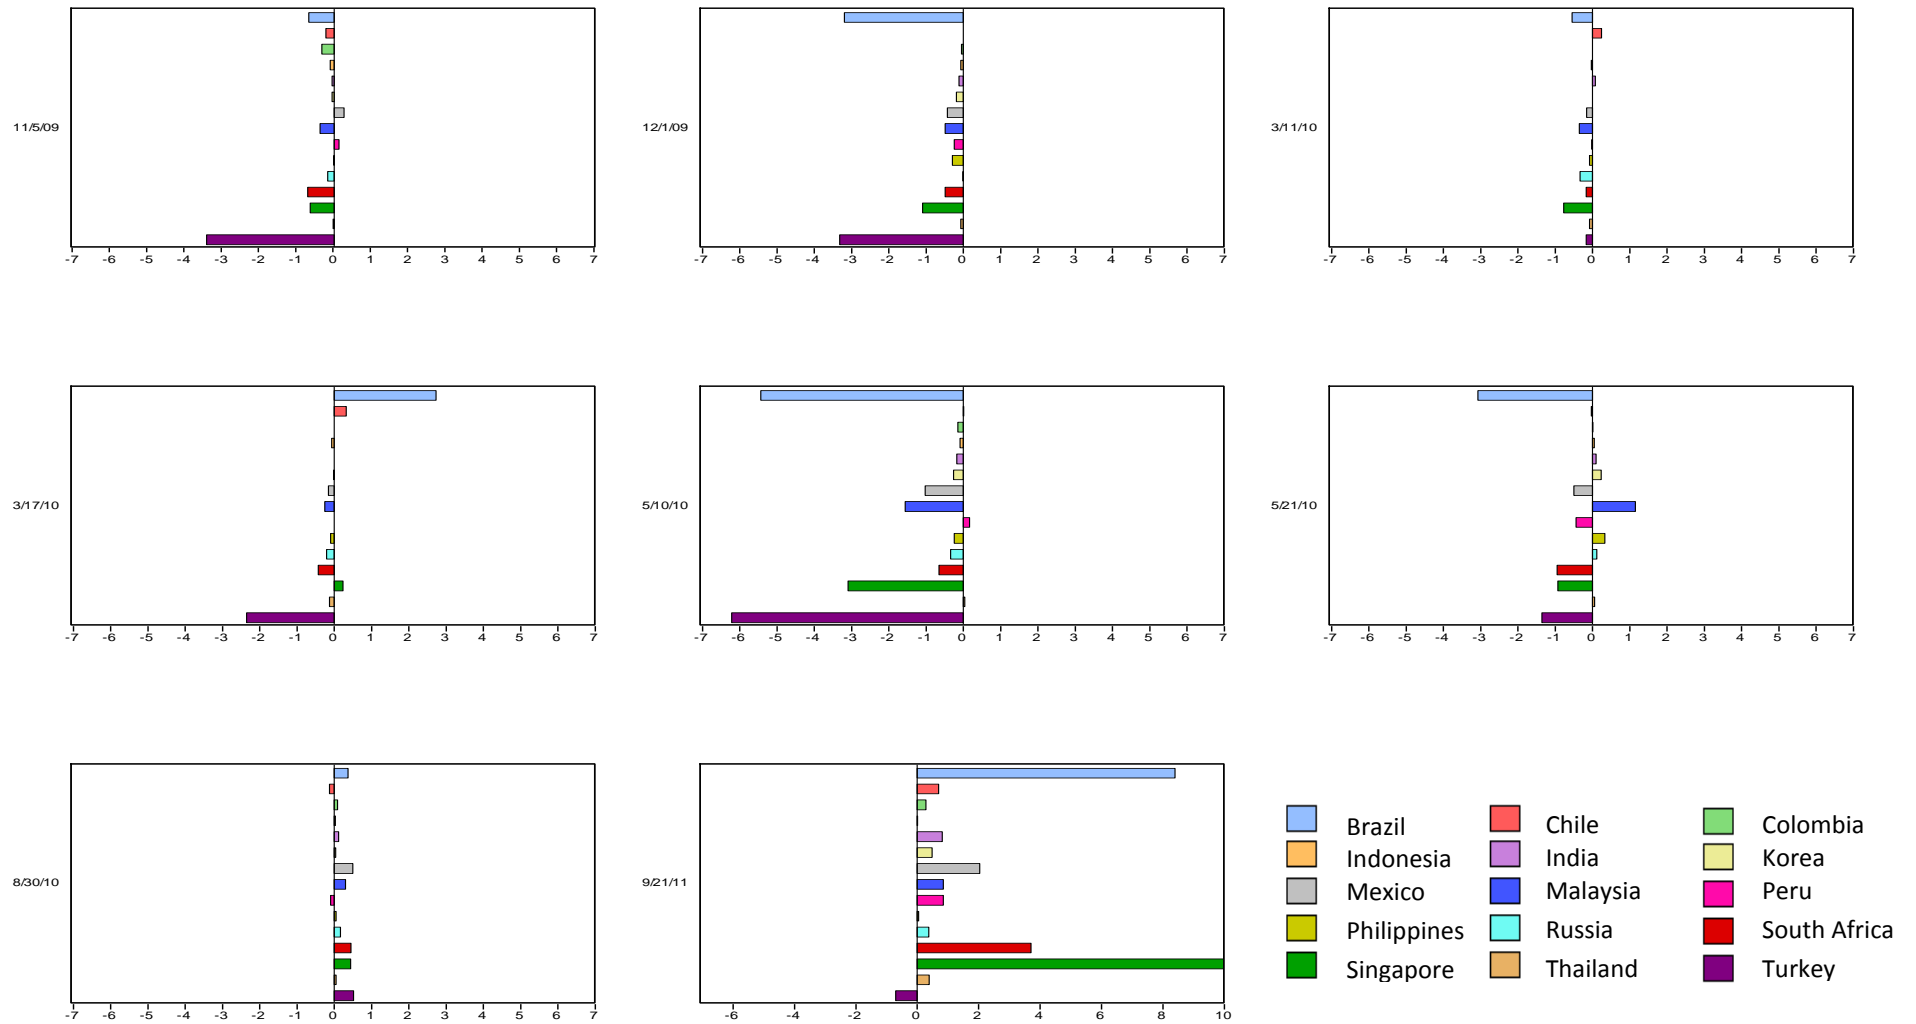 11/5/09
-7 -6 -5 -4 -3 -2 -1 0 1 2 3 4 5 6 7
12/1/09
-7 -6 -5 -4 -3 -2 -1 0 1 2 3 4 5 6 7
3/11/10
-7 -6 -5 -4 -3 -2 -1 0 1 2 3 4 5 6 7
3/17/10
-7 -6 -5 -4 -3 -2 -1 0 1 2 3 4 5 6 7
5/10/10
-7 -6 -5 -4 -3 -2 -1 0 1 2 3 4 5 6 7
5/21/10
-7 -6 -5 -4 -3 -2 -1 0 1 2 3 4 5 6 7
8/30/10
-7 -6 -5 -4 -3 -2 -1 0 1 2 3 4 5 6 7
9/21/11
-6 -4 -2 0 2 4 6 8 10
Brazil Chile Colombia
Indonesia India Korea
Mexico Malaysia Peru
Philippines Russia South Africa
Singapore Thailand Turkey